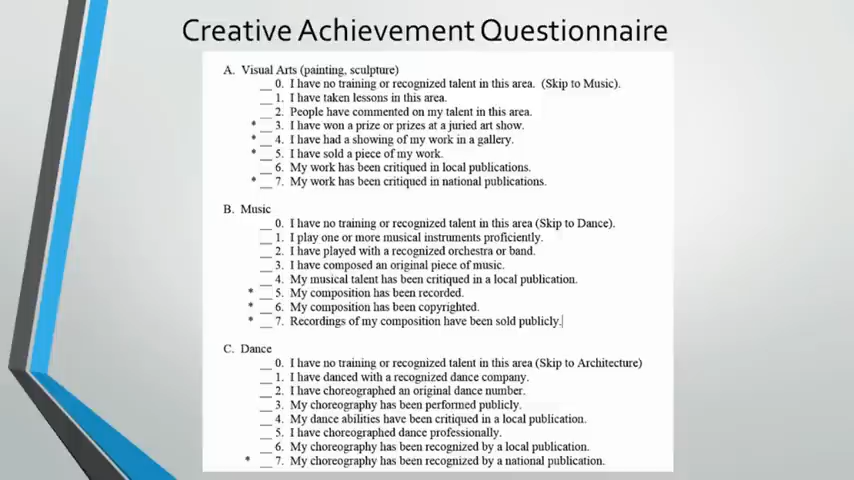 Creative Achievement Questionnaire
A. Visual Arts (painting, sculpture)
__ 0. I have no training or recognized talent in this area. (Skip to Music).
__ 1. I have taken lessons in this area.
__ 2. People have commented on my talent in this area.
* __ 3. I have won a prize or prizes at a juried art show.
* __ 4. I have had a showing of my work in a gallery.
* __ 5. I have sold a piece of my work.
__ 6. My work has been critiqued in local publications.
* __ 7. My work has been critiqued in national publications.
B. Music
__ 0. I have no training or recognized talent in this area (Skip to Dance).
__ 1. I play one or more musical instruments proficiently.
__ 2. I have played with a recognized orchestra or band.
__ 3. I have composed an original piece of music.
__ 4. My musical talent has been critiqued in a local publication.
* __ 5. My composition has been recorded.
* __ 6. My composition has been copyrighted.
* __ 7. Recordings of my composition have been sold publicly.
C. Dance
__ 0. I have no training or recognized talent in this area (Skip to Architecture)
__ 1. I have danced with a recognized dance company.
__ 2. I have choreographed an original dance number.
__ 3. My choreography has been performed publicly.
__ 4. My dance abilities have been critiqued in a local publication.
__ 5. I have choreographed dance professionally.
__ 6. My choreography has been recognized by a local publication.
* __ 7. My choreography has been recognized by a national publication.